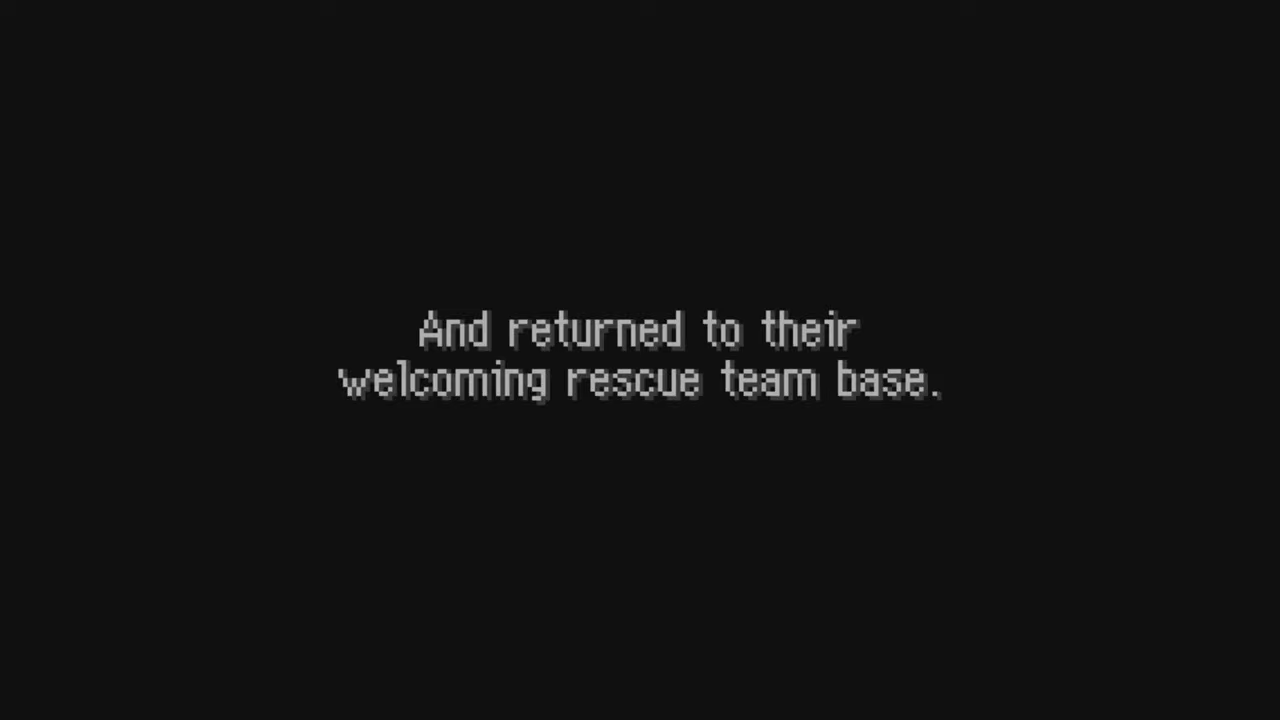 And returned to their
welcoming rescue team base.